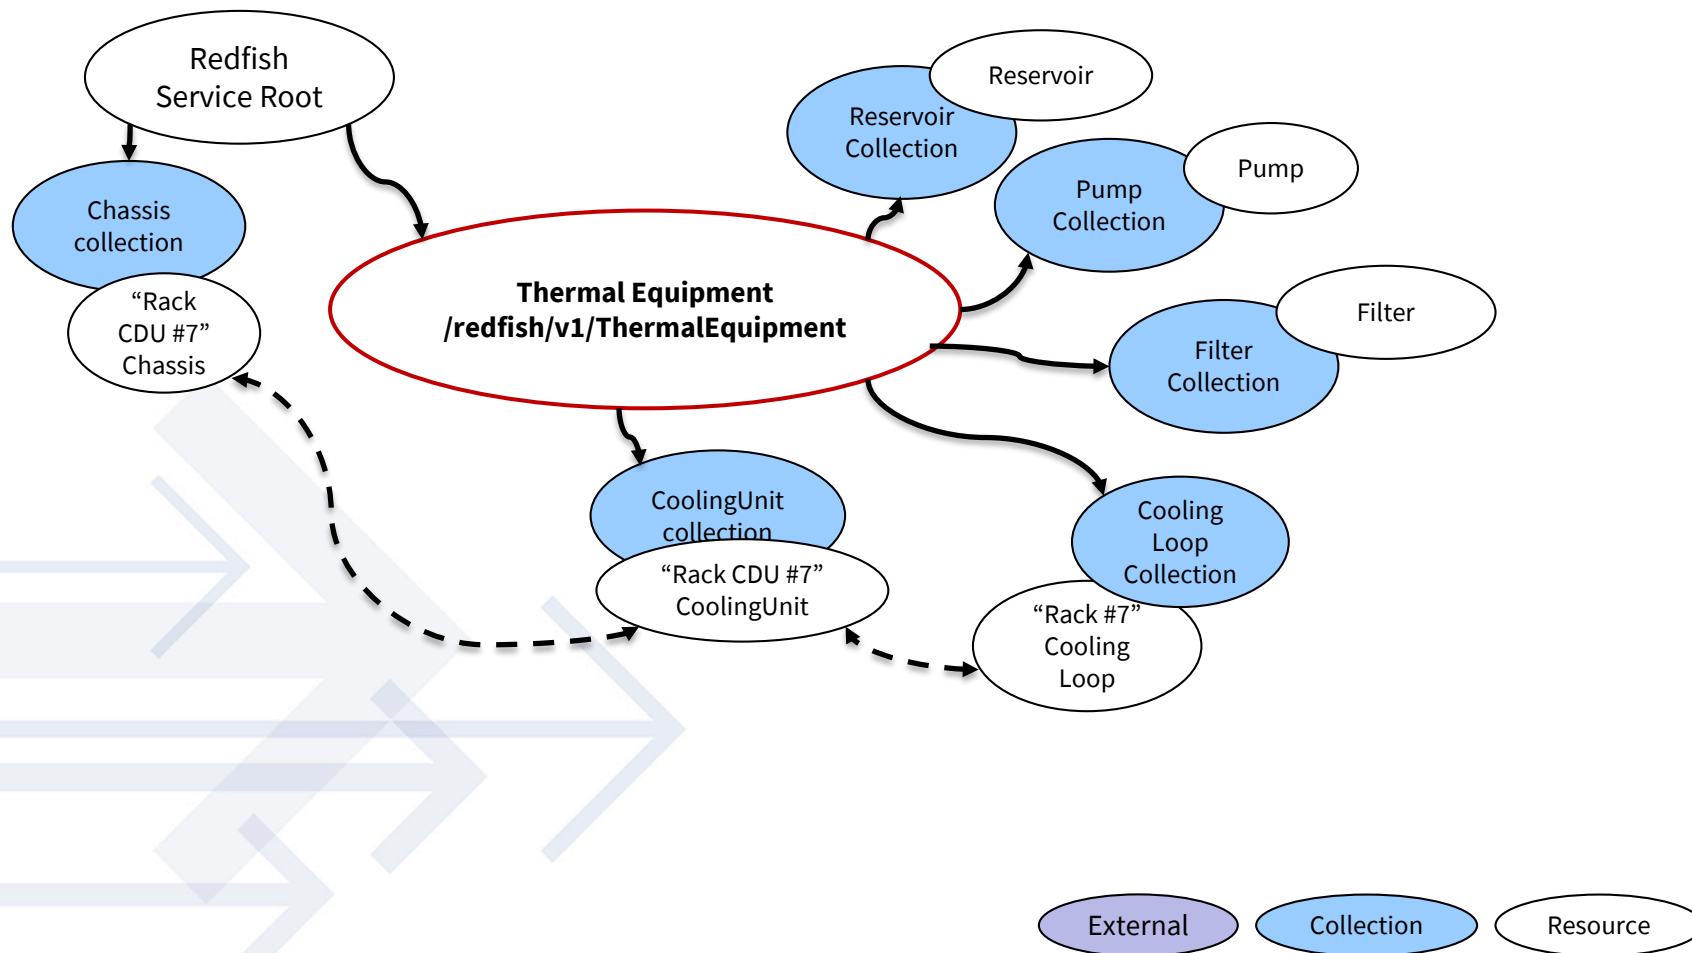 Redfish
Service Root
Chassis
collection
“Rack
CDU #7”
Chassis
Thermal Equipment
/redfish/v1/ThermalEquipment
Reservoir
Collection
Reservoir
Pump
Collection
Pump
Filter
Collection
Filter
CoolingUnit
collection
“Rack CDU #7”
CoolingUnit
Cooling
Loop
Collection
“Rack #7”
Cooling
Loop
External
Collection
Resource